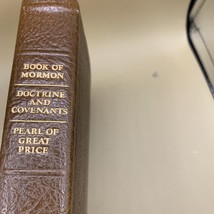 BOOK OF
MORMON
DOCTRINE
AND
COVENANTS
PEARL OF
GREAT
PRICE